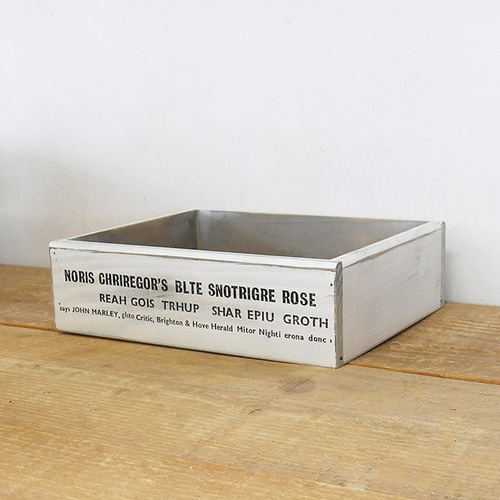 NORIS CHRIREGOR'S BLTE SNOTRIGRE ROSE
REAH GOIS TRHUP SHAR EPIU GROTH
says JOHN MARLEY, ghto Critic, Brighton & Hove Herald Mitor Nighti erona donc